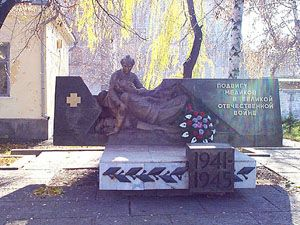 ПОДВИГУ
МЕДИКОВ
В ВЕЛИКОЙ
ОТЕЧЕСТВЕННОЙ
ВОЙНЕ
1941-
1945